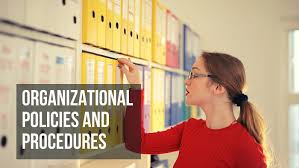 ORGANIZATIONAL
POLICIES AND
PROCEDURES